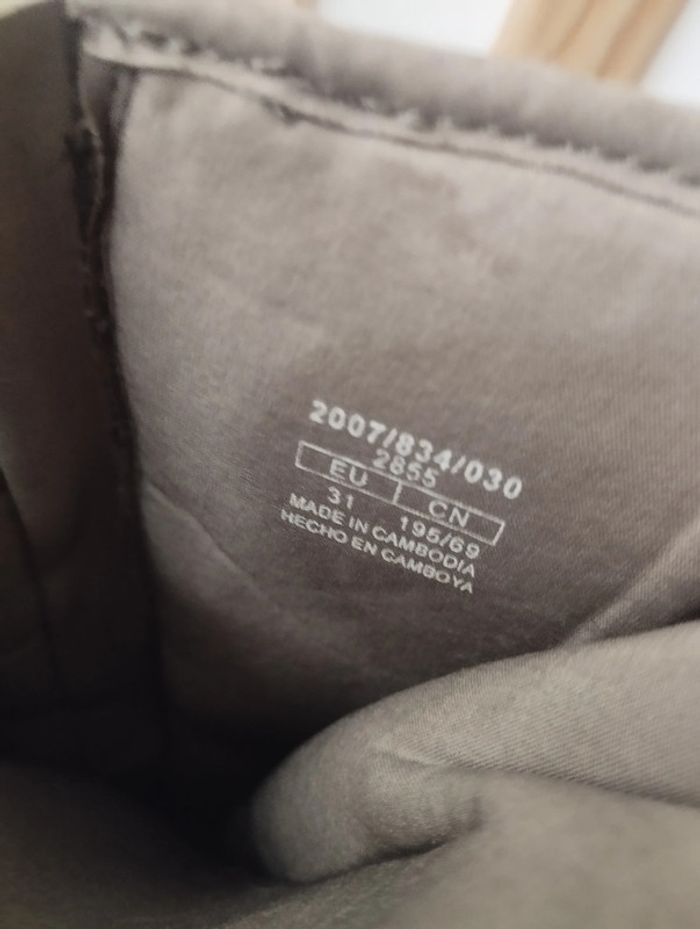 2007/834/030
2855
EU CN
31 195/69
MADE IN CAMBODIA
HECHO EN CAMBOYA